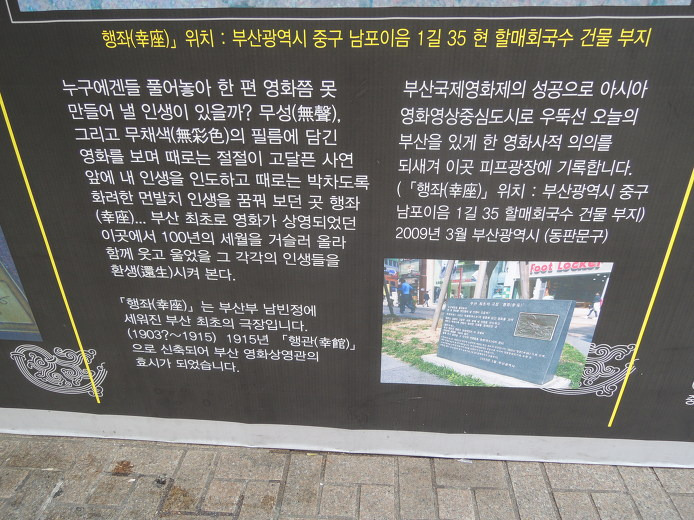 행좌(幸座)」 위치 : 부산광역시 중구 남포이음 1길 35 현 할매회국수 건물 부지
누구에겐들 풀어놓아 한 편 영화쯤 못
만들어 낼 인생이 있을까? 무성(無聲),
그리고 무채색(無彩色)의 필름에 담긴
영화를 보며 때로는 절절이 고달픈 사연
앞에 내 인생을 인도하고 때로는 박차도록
화려한 먼발치 인생을 꿈꿔 보던 곳 행좌
(幸座)... 부산 최초로 영화가 상영되었던
이곳에서 100년의 세월을 거슬러 올라
함께 웃고 울었을 그 각각의 인생들을
환생(還生)시켜 본다.
「행좌(幸座)」는 부산부 남빈정에
세워진 부산 최초의 극장입니다.
(1903?~1915) 1915년 「행관(幸館)」
으로 신축되어 부산 영화상영관의
효시가 되었습니다.
부산국제영화제의 성공으로 아시아
영화영상중심도시로 우뚝선 오늘의
부산을 있게 한 영화사적 의의를
되새겨 이곳 피프광장에 기록합니다.
(「행좌(幸座)」 위치 : 부산광역시 중구
남포이음 1길 35 할매회국수 건물 부지)
2009년 3월 부산광역시 (동판문구)
Foot Locker